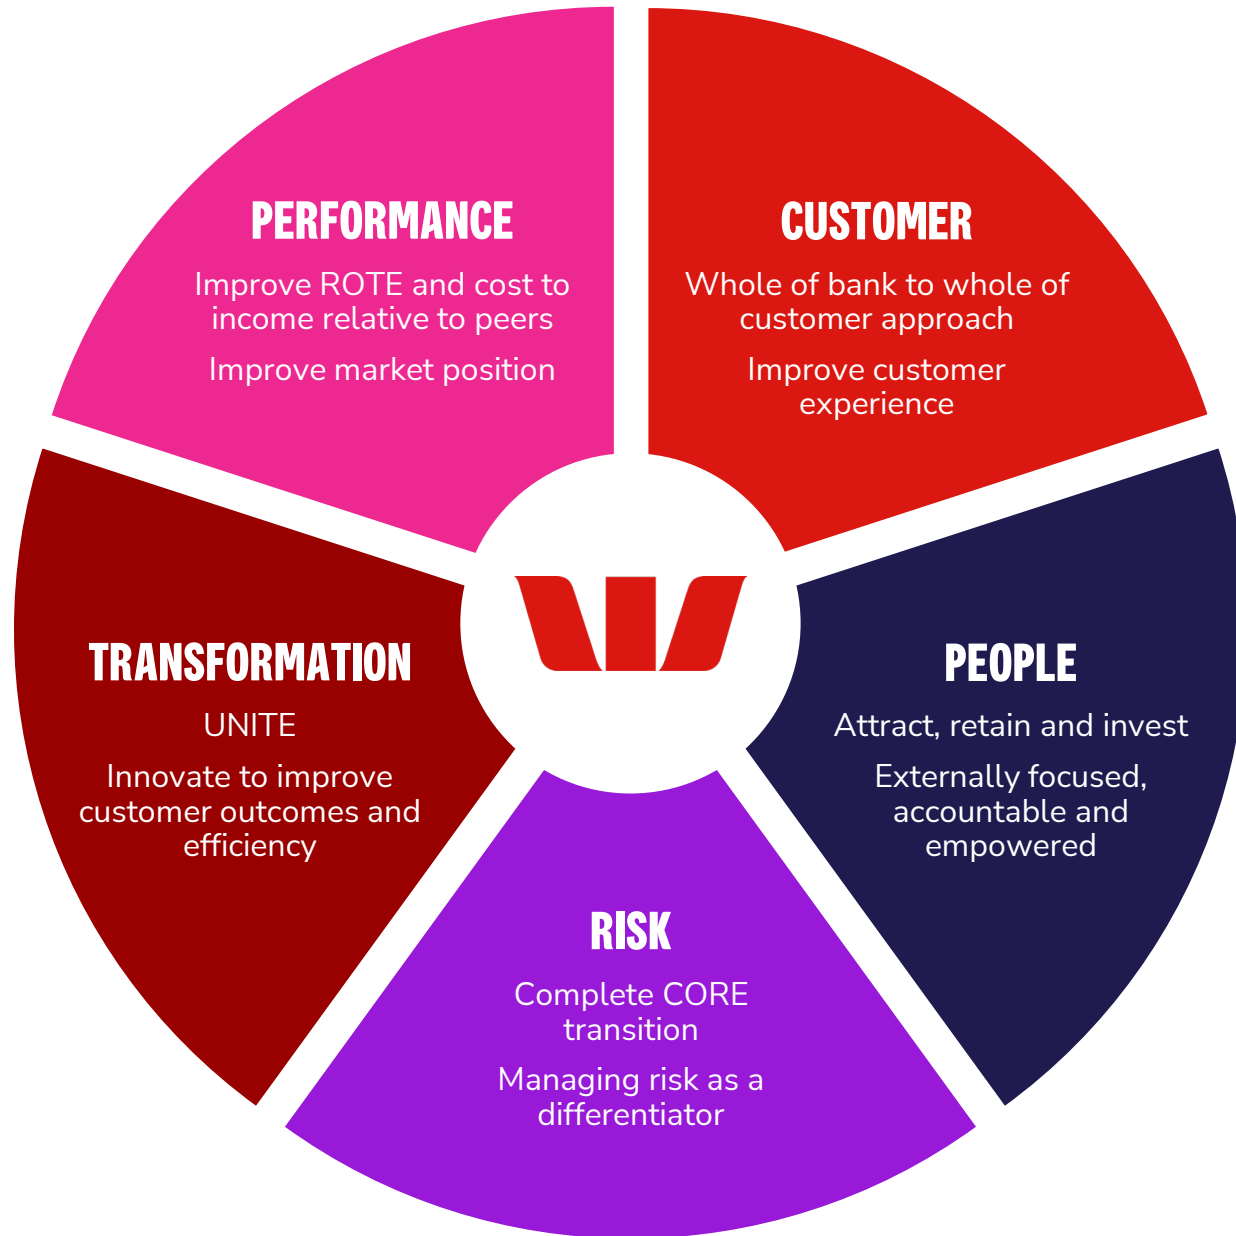 PERFORMANCE
Improve ROTE and cost to
income relative to peers
Improve market position
CUSTOMER
Whole of bank to whole of
customer approach
Improve customer
experience
TRANSFORMATION
UNITE
Innovate to improve
customer outcomes and
efficiency
PEOPLE
Attract, retain and invest
Externally focused,
accountable and
empowered
RISK
Complete CORE
transition
Managing risk as a
differentiator